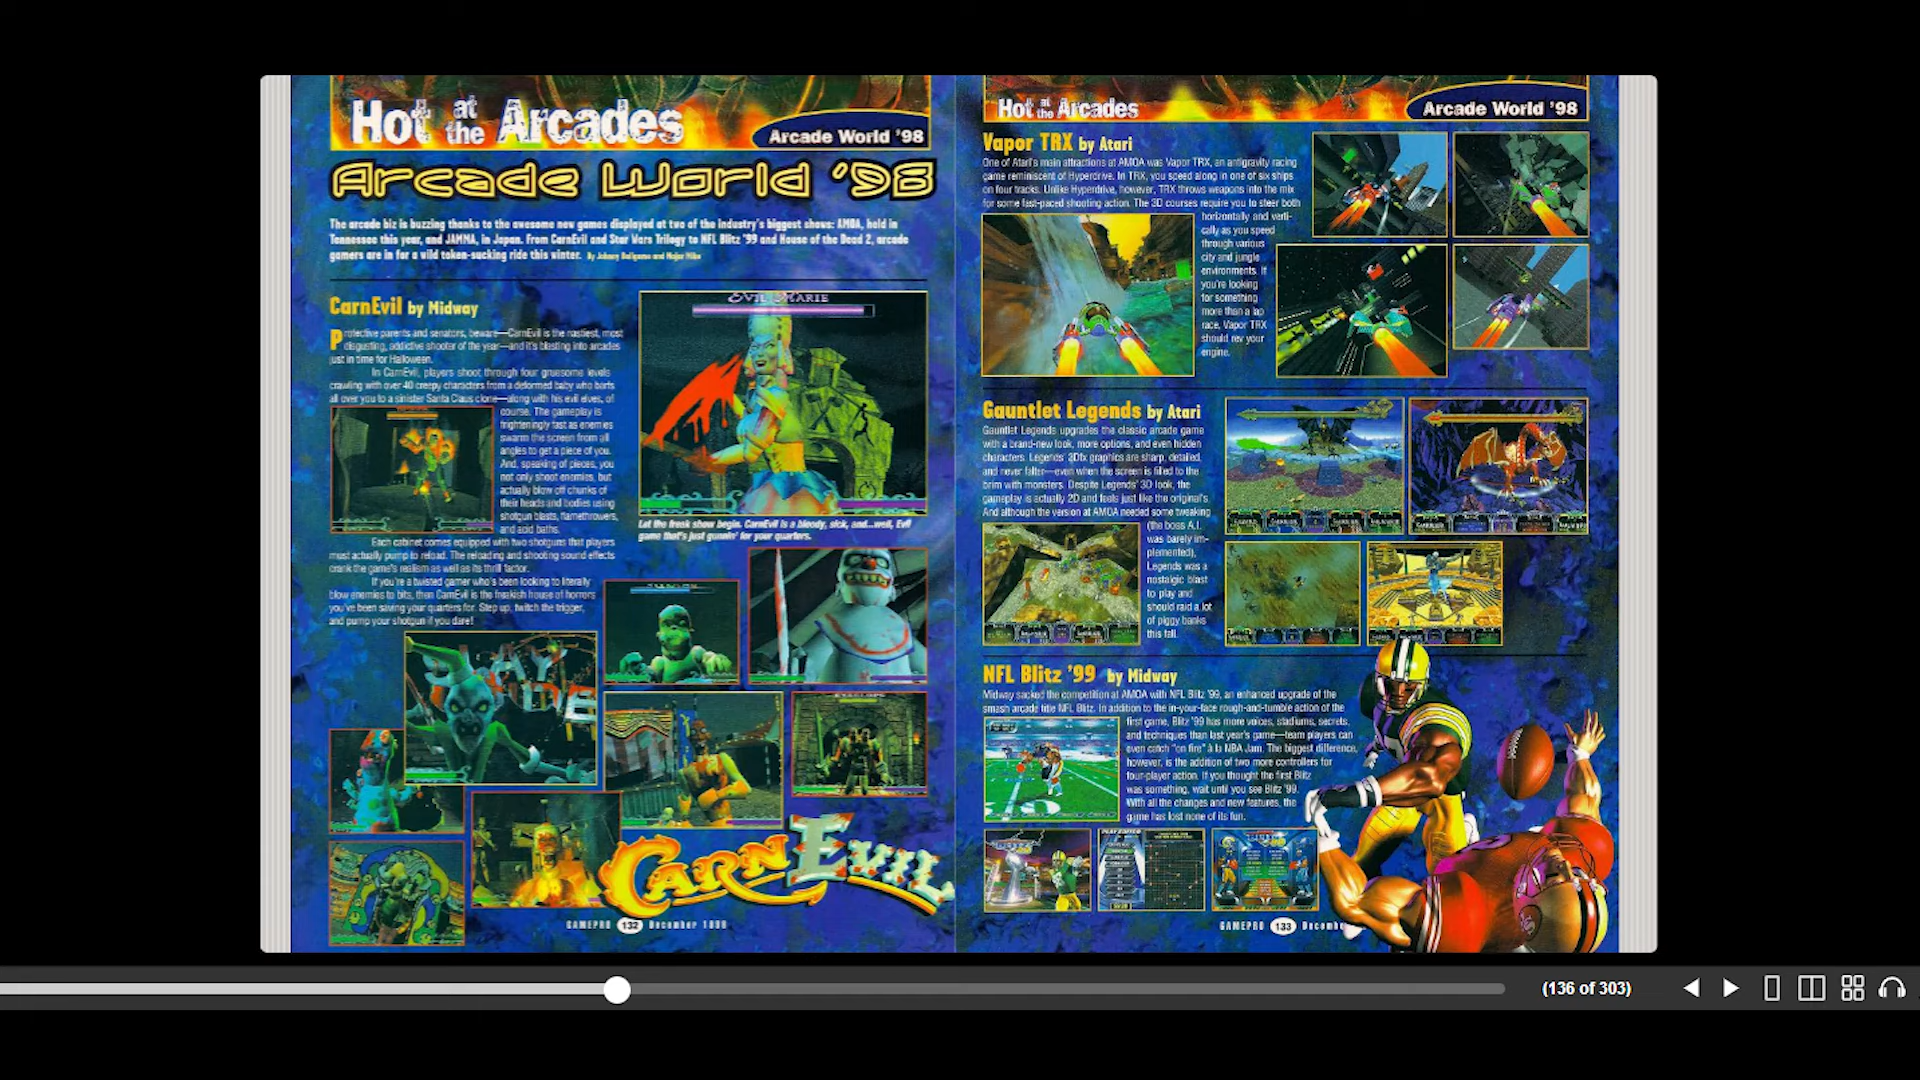 Hot at the Arcades
Arcade World '98
Arcade World '98
The arcade biz is buzzing thanks to the awesome new games displayed at two of the industry's biggest shows: AMOA, held in
Tennessee this year, and JAMMA, in Japan. From CarnEvil and Star Wars Trilogy to NFL Blitz '99 and House of the Dead 2, arcade
gamers are in for a wild token-sucking ride this winter. By Johnny Ballgame and Major Mike
CarnEvil by Midway
Protective parents and senators, beware—CarnEvil is the nastiest, most
disgusting, addictive shooter of the year—and it's blasting into arcades
just in time for Halloween.
In CarnEvil, players shoot through four gruesome levels
crawling with over 40 creepy characters from a deformed baby who barfs
all over you to a sinister Santa Claus clone—along with his evil elves, of
course. The gameplay is
frighteningly fast as enemies
swarm the screen from all
angles to get a piece of you.
And, speaking of pieces, you
not only shoot enemies, but
actually blow off chunks of
their heads and bodies using
shotgun blasts, flamethrowers,
and acid baths.
Each cabinet comes equipped with two shotguns that players
must actually pump to reload. The reloading and shooting sound effects
crank the game's realism as well as its thrill factor.
If you're a twisted gamer who's been looking to literally
blow enemies to bits, then CarnEvil is the freakish house of horrors
you've been saving your quarters for. Step up, twitch the trigger,
and pump your shotgun if you dare!
EVIL MARIE
Let the freak show begin. CarnEvil is a bloody, sick, and...well, Evil
game that's just gunnin' for your quarters.
CARNEVIL
GAMEPRO 132 December 1998
Hot at the Arcades
Arcade World '98
Vapor TRX by Atari
One of Atari's main attractions at AMOA was Vapor TRX, an antigravity racing
game reminiscent of Hyperdrive. In TRX, you speed along in one of six ships
on four tracks. Unlike Hyperdrive, however, TRX throws weapons into the mix
for some fast-paced shooting action. The 3D courses require you to steer both
horizontally and verti-
cally as you speed
through various
city and jungle
environments. If
you're looking
for something
more than a lap
race, Vapor TRX
should rev your
engine.
Gauntlet Legends by Atari
Gauntlet Legends upgrades the classic arcade game
with a brand-new look, more options, and even hidden
characters. Legends' 3Dfx graphics are sharp, detailed,
and never falter—even when the screen is filled to the
brim with monsters. Despite Legends' 3D look, the
gameplay is actually 2D and feels just like the original's.
And although the version at AMOA needed some tweaking
(the boss A.I.
was barely im-
plemented),
Legends was a
nostalgic blast
to play and
should raid a lot
of piggy banks
this fall.
NFL Blitz '99 by Midway
Midway sacked the competition at AMOA with NFL Blitz '99, an enhanced upgrade of the
smash arcade title NFL Blitz. In addition to the in-your-face rough-and-tumble action of the
first game, Blitz '99 has more voices, stadiums, secrets,
and techniques than last year's game—team players can
even catch "on fire" à la NBA Jam. The biggest difference,
however, is the addition of two more controllers for
four-player action. If you thought the first Blitz
was something, wait until you see Blitz '99.
With all the changes and new features, the
game has lost none of its fun.
GAMEPRO 133 Decembe
(136 of 303)